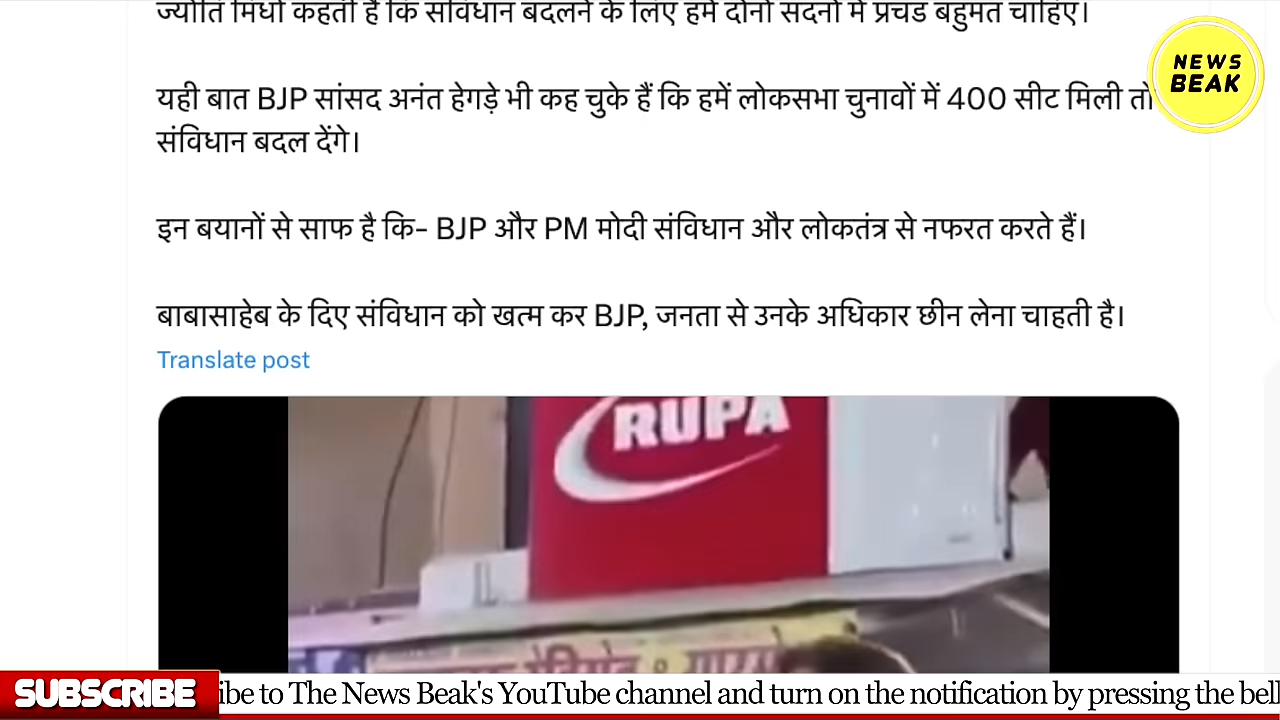 ज्योति मिर्धा कहती हैं कि संविधान बदलने के लिए हमें दोनों सदनों में प्रचंड बहुमत चाहिए।
NEWS
BEAK
यही बात BJP सांसद अनंत हेगड़े भी कह चुके हैं कि हमें लोकसभा चुनावों में 400 सीट मिली तो
संविधान बदल देंगे।
इन बयानों से साफ है कि- BJP और PM मोदी संविधान और लोकतंत्र से नफरत करते हैं।
बाबासाहेब के दिए संविधान को खत्म कर BJP, जनता से उनके अधिकार छीन लेना चाहती है।
Translate post
RUPA
SUBSCRIBE
ibe to The News Beak's YouTube channel and turn on the notification by pressing the bell